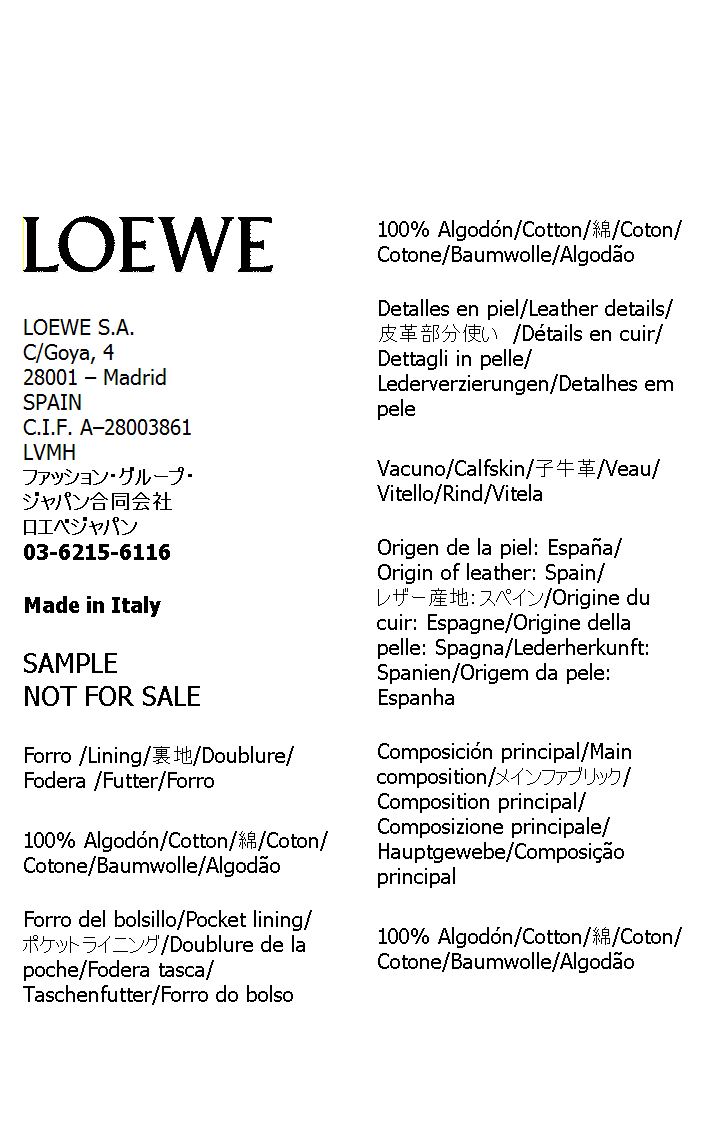 LOEWE
LOEWE S.A.
C/Goya, 4
28001 – Madrid
SPAIN
C.I.F. A–28003861
LVMH
ファッション・グループ・
ジャパン合同会社
ロエベジャパン
03-6215-6116
Made in Italy
SAMPLE
NOT FOR SALE
Forro /Lining/裏地/Doublure/
Fodera /Futter/Forro
100% Algodón/Cotton/綿/Coton/
Cotone/Baumwolle/Algodão
Forro del bolsillo/Pocket lining/
ポケットライニング/Doublure de la
poche/Fodera tasca/
Taschenfutter/Forro do bolso
100% Algodón/Cotton/綿/Coton/
Cotone/Baumwolle/Algodão
Detalles en piel/Leather details/
皮革部分使い /Détails en cuir/
Dettagli in pelle/
Lederverzierungen/Detalhes em
pele
Vacuno/Calfskin/子牛革/Veau/
Vitello/Rind/Vitela
Origen de la piel: España/
Origin of leather: Spain/
レザー産地：スペイン/Origine du
cuir: Espagne/Origine della
pelle: Spagna/Lederherkunft:
Spanien/Origem da pele:
Espanha
Composición principal/Main
composition/メインファブリック/
Composition principal/
Composizione principale/
Hauptgewebe/Composição
principal
100% Algodón/Cotton/綿/Coton/
Cotone/Baumwolle/Algodão